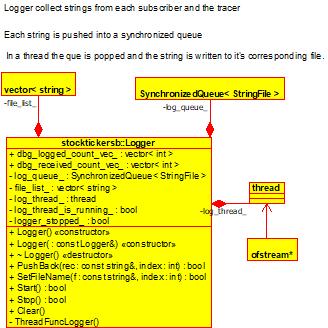 Logger collect strings from each subscriber and the tracer
Each string is pushed into a synchronized queue
In a thread the que is popped and the string is written to it's corresponding file.
vector< string >
SynchronizedQueue< StringFile >
-file_list_
-log_queue_
stocktickersb::Logger
+ dbg_logged_count_vec_ : vector< int >
+ dbg_received_count_vec_ : vector< int >
- log_queue_ : SynchronizedQueue< StringFile >
- file_list_ : vector< string >
- log_thread_ : thread
- log_thread_is_running_ : bool
- logger_stopped_ : bool
+ Logger() «constructor»
+ Logger( : const Logger&) «constructor»
+ ~ Logger() «destructor»
+ PushBack(rec : const string&, index : int) : bool
+ SetFileName(f : const string&, index : int) : bool
+ Start() : bool
+ Stop() : bool
+ Clear()
- ThreadFuncLogger()
thread
-log_thread_
ofstream*